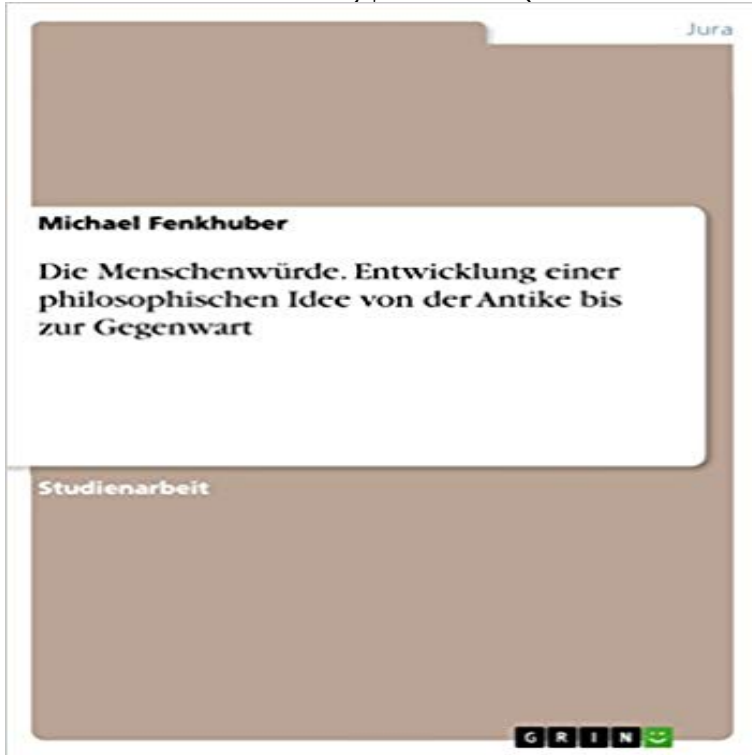 Jura
Michael Fenkhuber
Die Menschenwürde. Entwicklung einer
philosophischen Idee von der Antike bis
zur Gegenwart
Studienarbeit
GRIN